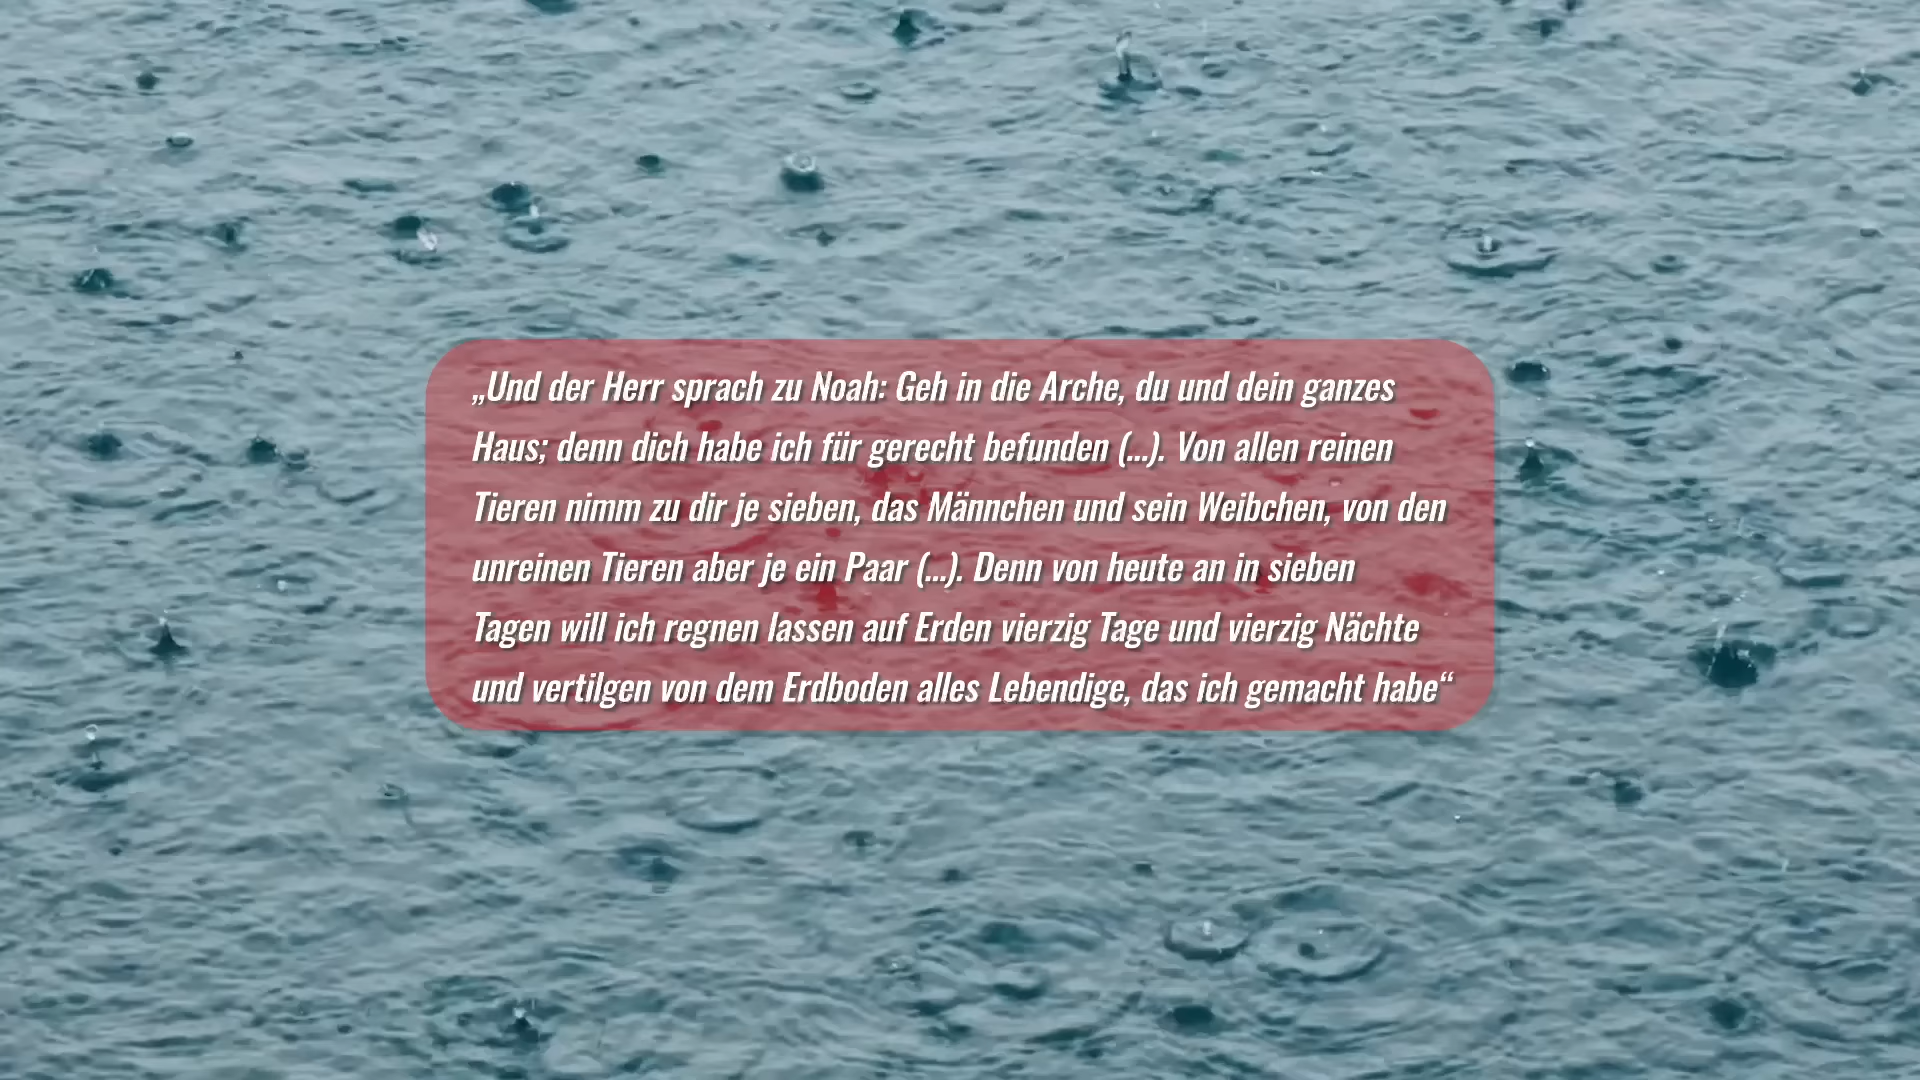 „Und der Herr sprach zu Noah: Geh in die Arche, du und dein ganzes
Haus; denn dich habe ich für gerecht befunden (...). Von allen reinen
Tieren nimm zu dir je sieben, das Männchen und sein Weibchen, von den
unreinen Tieren aber je ein Paar (...). Denn von heute an in sieben
Tagen will ich regnen lassen auf Erden vierzig Tage und vierzig Nächte
und vertilgen von dem Erdboden alles Lebendige, das ich gemacht habe“